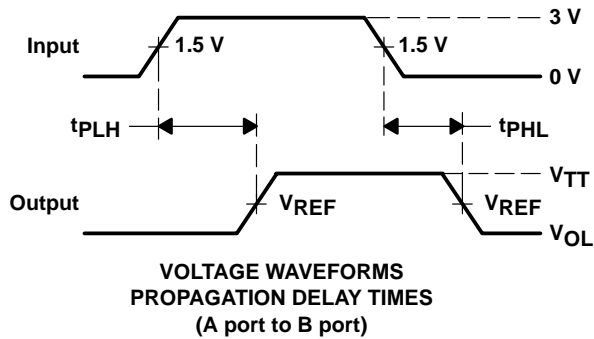 3 V
Input
1.5 V
1.5 V
0 V
tPLH
tPHL
VTT
Output
VREF
VREF
VOL
VOLTAGE WAVEFORMS
PROPAGATION DELAY TIMES
(A port to B port)